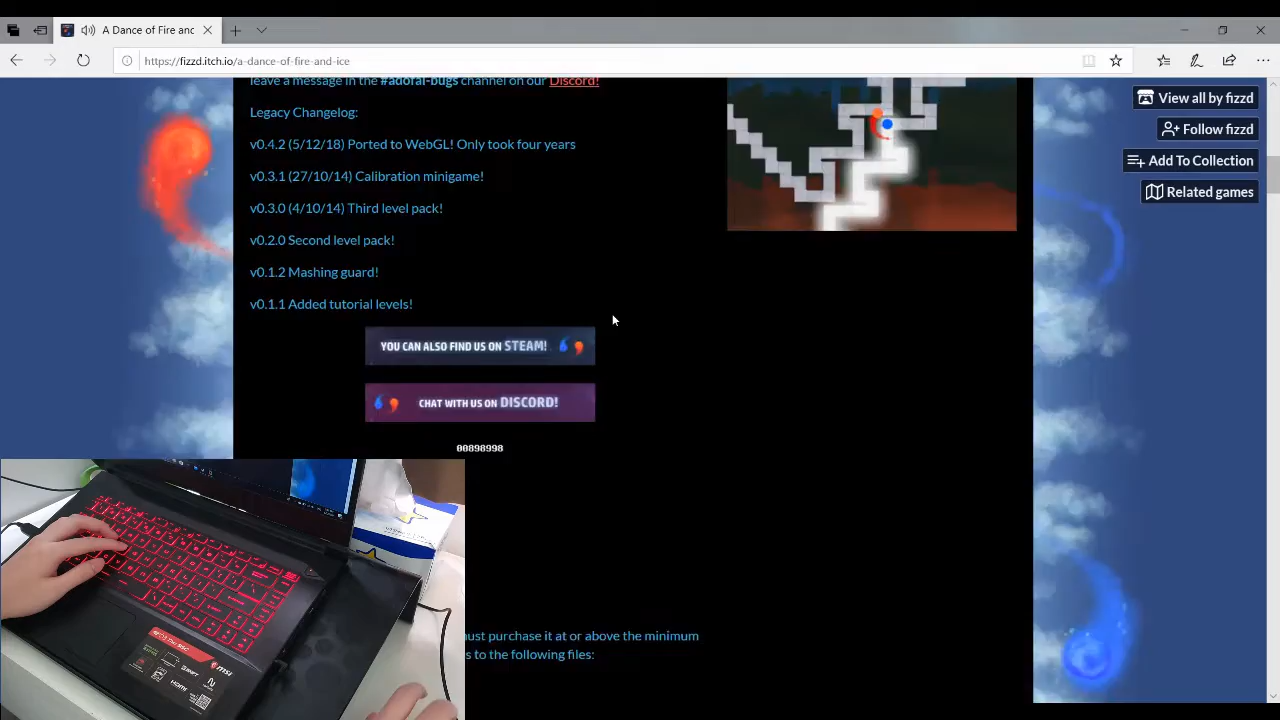 A Dance of Fire and
https://fizzd.itch.io/a-dance-of-fire-and-ice
leave a message in the #adofai-bugs channel on our Discord!
Legacy Changelog:
v0.4.2 (5/12/18) Ported to WebGL! Only took four years
v0.3.1 (27/10/14) Calibration minigame!
v0.3.0 (4/10/14) Third level pack!
v0.2.0 Second level pack!
v0.1.2 Mashing guard!
v0.1.1 Added tutorial levels!
YOU CAN ALSO FIND US ON STEAM!
CHAT WITH US ON DISCORD!
00898998
must purchase it at or above the minimum
s to the following files:
View all by fizzd
Follow fizzd
Add To Collection
Related games
msi